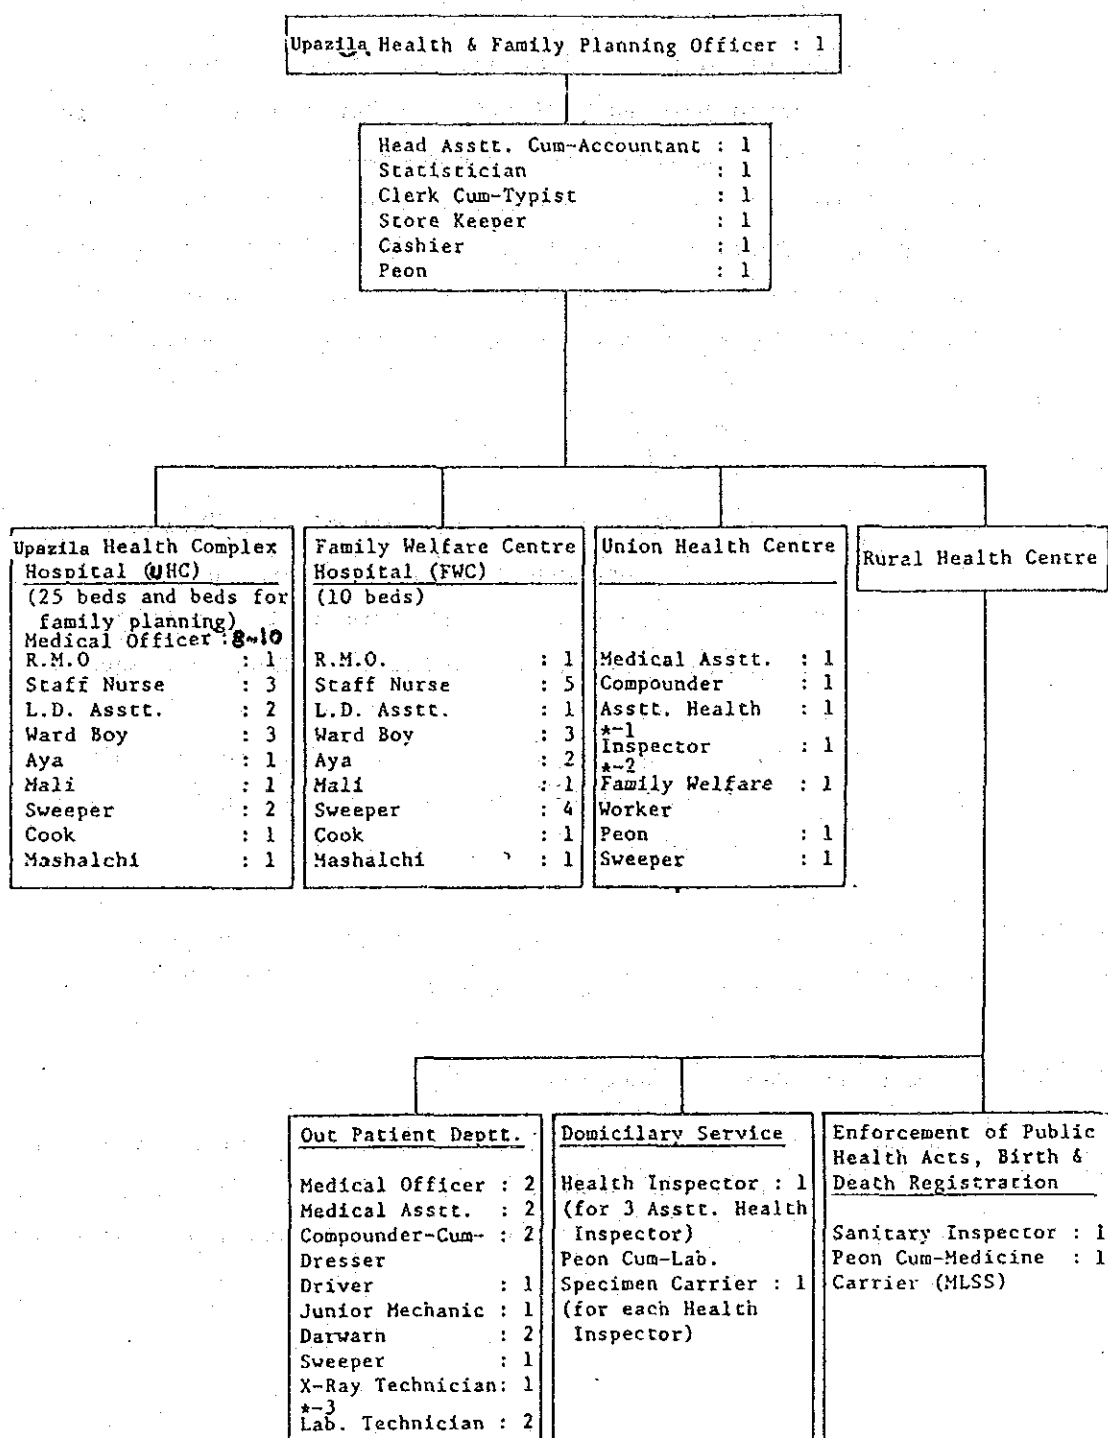 Upazila Health & Family Planning Officer : 1
Head Asstt. Cum-Accountant : 1
Statistician : 1
Clerk Cum-Typist : 1
Store Keeper : 1
Cashier : 1
Peon : 1
Upazila Health Complex
Hospital (UHC)
(25 beds and beds for
family planning)
Medical Officer : 8~10
R.M.O : 1
Staff Nurse : 3
L.D. Asstt. : 2
Ward Boy : 3
Aya : 1
Mali : 1
Sweeper : 2
Cook : 1
Mashalchi : 1
Family Welfare Centre
Hospital (FWC)
(10 beds)
R.M.O. : 1
Staff Nurse : 5
L.D. Asstt. : 1
Ward Boy : 3
Aya : 2
Mali : 1
Sweeper : 4
Cook : 1
Mashalchi : 1
Union Health Centre
Medical Asstt. : 1
Compounder : 1
Asstt. Health : 1
*-1
Inspector : 1
*-2
Family Welfare : 1
Worker
Peon : 1
Sweeper : 1
Rural Health Centre
Out Patient Deptt.
Medical Officer : 2
Medical Asstt. : 2
Compounder-Cum- : 2
Dresser
Driver : 1
Junior Mechanic : 1
Darwarn : 2
Sweeper : 1
X-Ray Technician: 1
*-3
Lab. Technician : 2
Domicilary Service
Health Inspector : 1
(for 3 Asstt. Health
Inspector)
Peon Cum-Lab.
Specimen Carrier : 1
(for each Health
Inspector)
Enforcement of Public
Health Acts, Birth &
Death Registration
Sanitary Inspector : 1
Peon Cum-Medicine : 1
Carrier (MLSS)